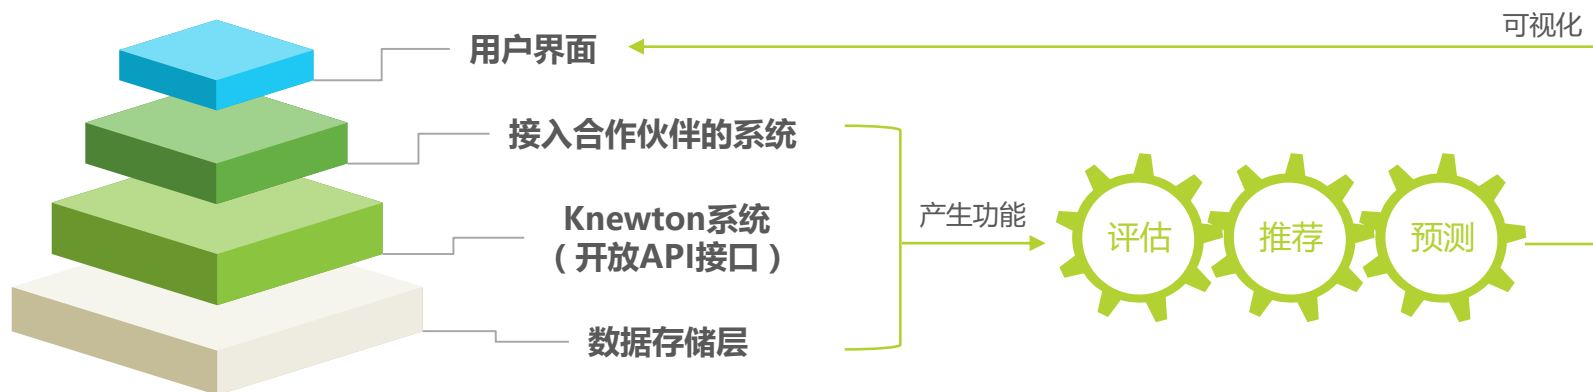 可视化
用户界面
接入合作伙伴的系统
Knewton系统
（开放API接口）
数据存储层
产生功能
评估
推荐
预测